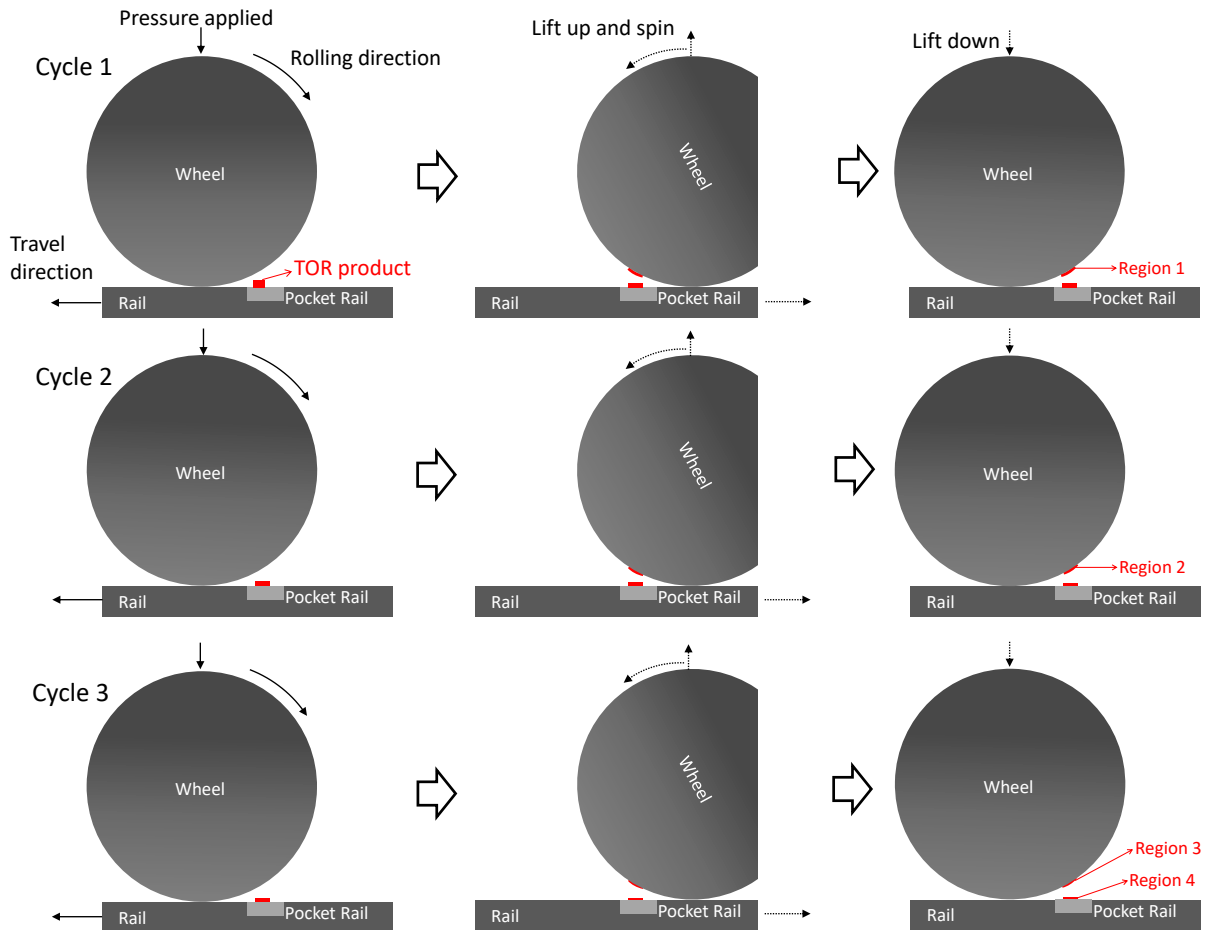 Pressure applied
Rolling direction
Cycle 1
Wheel
Travel
direction
TOR product
Rail
Pocket Rail
Lift up and spin
Wheel
Rail
Pocket Rail
Lift down
Wheel
Region 1
Rail
Pocket Rail
Cycle 2
Wheel
Rail
Pocket Rail
Wheel
Rail
Pocket Rail
Wheel
Region 2
Rail
Pocket Rail
Cycle 3
Wheel
Rail
Pocket Rail
Wheel
Rail
Pocket Rail
Wheel
Region 3
Region 4
Rail
Pocket Rail